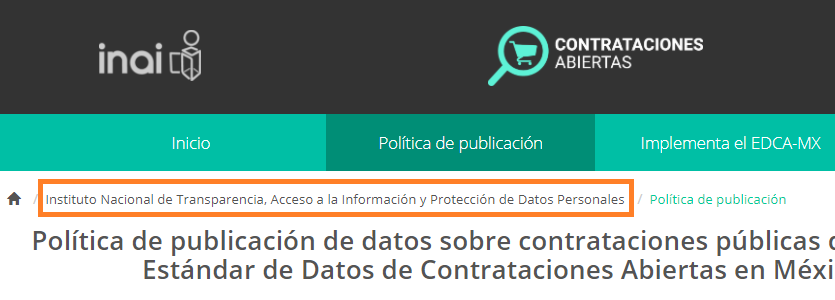 inai
CONTRATACIONES
ABIERTAS
Inicio
Política de publicación
Implementa el EDCA-MX
/ Instituto Nacional de Transparencia, Acceso a la Información y Protección de Datos Personales / Política de publicación
Política de publicación de datos sobre contrataciones públicas
Estándar de Datos de Contrataciones Abiertas en